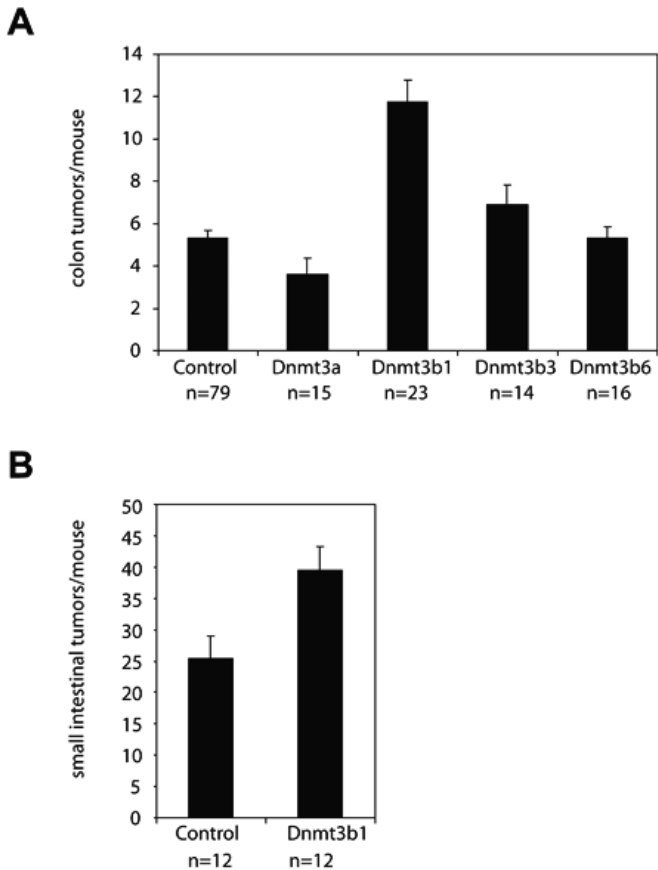 A
colon tumors/mouse
14
12
10
8
6
4
2
0
Control Dnmt3a Dnmt3b1 Dnmt3b3 Dnmt3b6
n=79 n=15 n=23 n=14 n=16
B
small intestinal tumors/mouse
50
45
40
35
30
25
20
15
10
5
0
Control Dnmt3b1
n=12 n=12